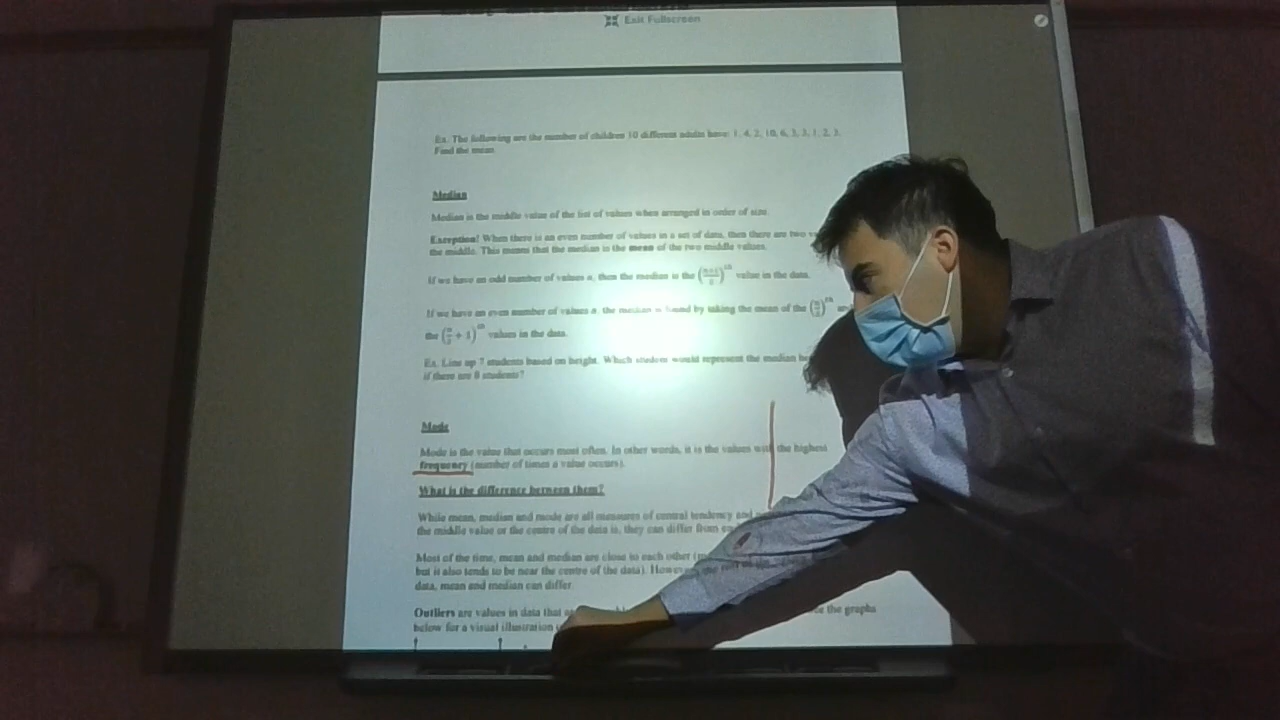 Exit Fullscreen
Ex. The following are the number of children 10 different adults have: 1, 4, 2, 10, 6, 3, 3, 1, 2, 3.
Find the mean
Median
Median is the middle value of the list of values when arranged in order of size.
Exception! When there is an even number of values in a set of data, then there are two
the middle. This means that the median is the mean of the two middle values.
If we have an odd number of values n, then the median is the ((n+1)/2)^th value in the data.
If we have an even number of values n, the median is found by taking the mean of the (n/2)^th
the (n/2 + 1)^th values in the data.
Ex. Line up 7 students based on height. Which student would represent the median
if there are 8 students?
Mode
Mode is the value that occurs most often. In other words, it is the values with the highest
frequency (number of times a value occurs).
What is the difference between them?
While mean, median and mode are all measures of central tendency and
the middle value or the centre of the data is, they can differ from
Most of the time, mean and median are close to each other
but it also tends to be near the centre of the data). However,
data, mean and median can differ.
Outliers are values in data that the graphs
below for a visual illustration